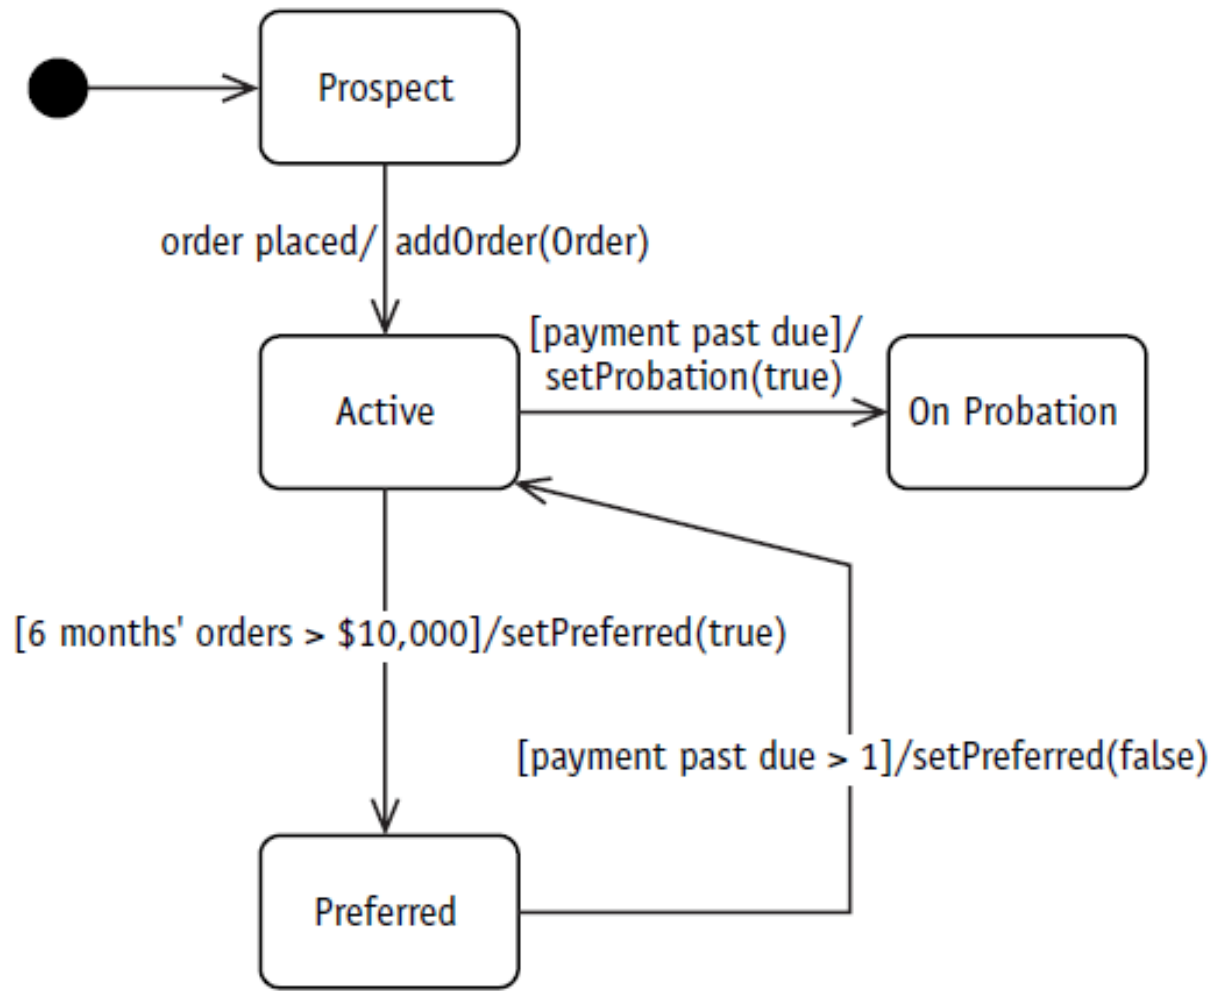 Prospect
order placed/ addOrder(Order)
[payment past due]/
setProbation(true)
Active
On Probation
[6 months' orders > $10,000]/setPreferred(true)
[payment past due > 1]/setPreferred(false)
Preferred